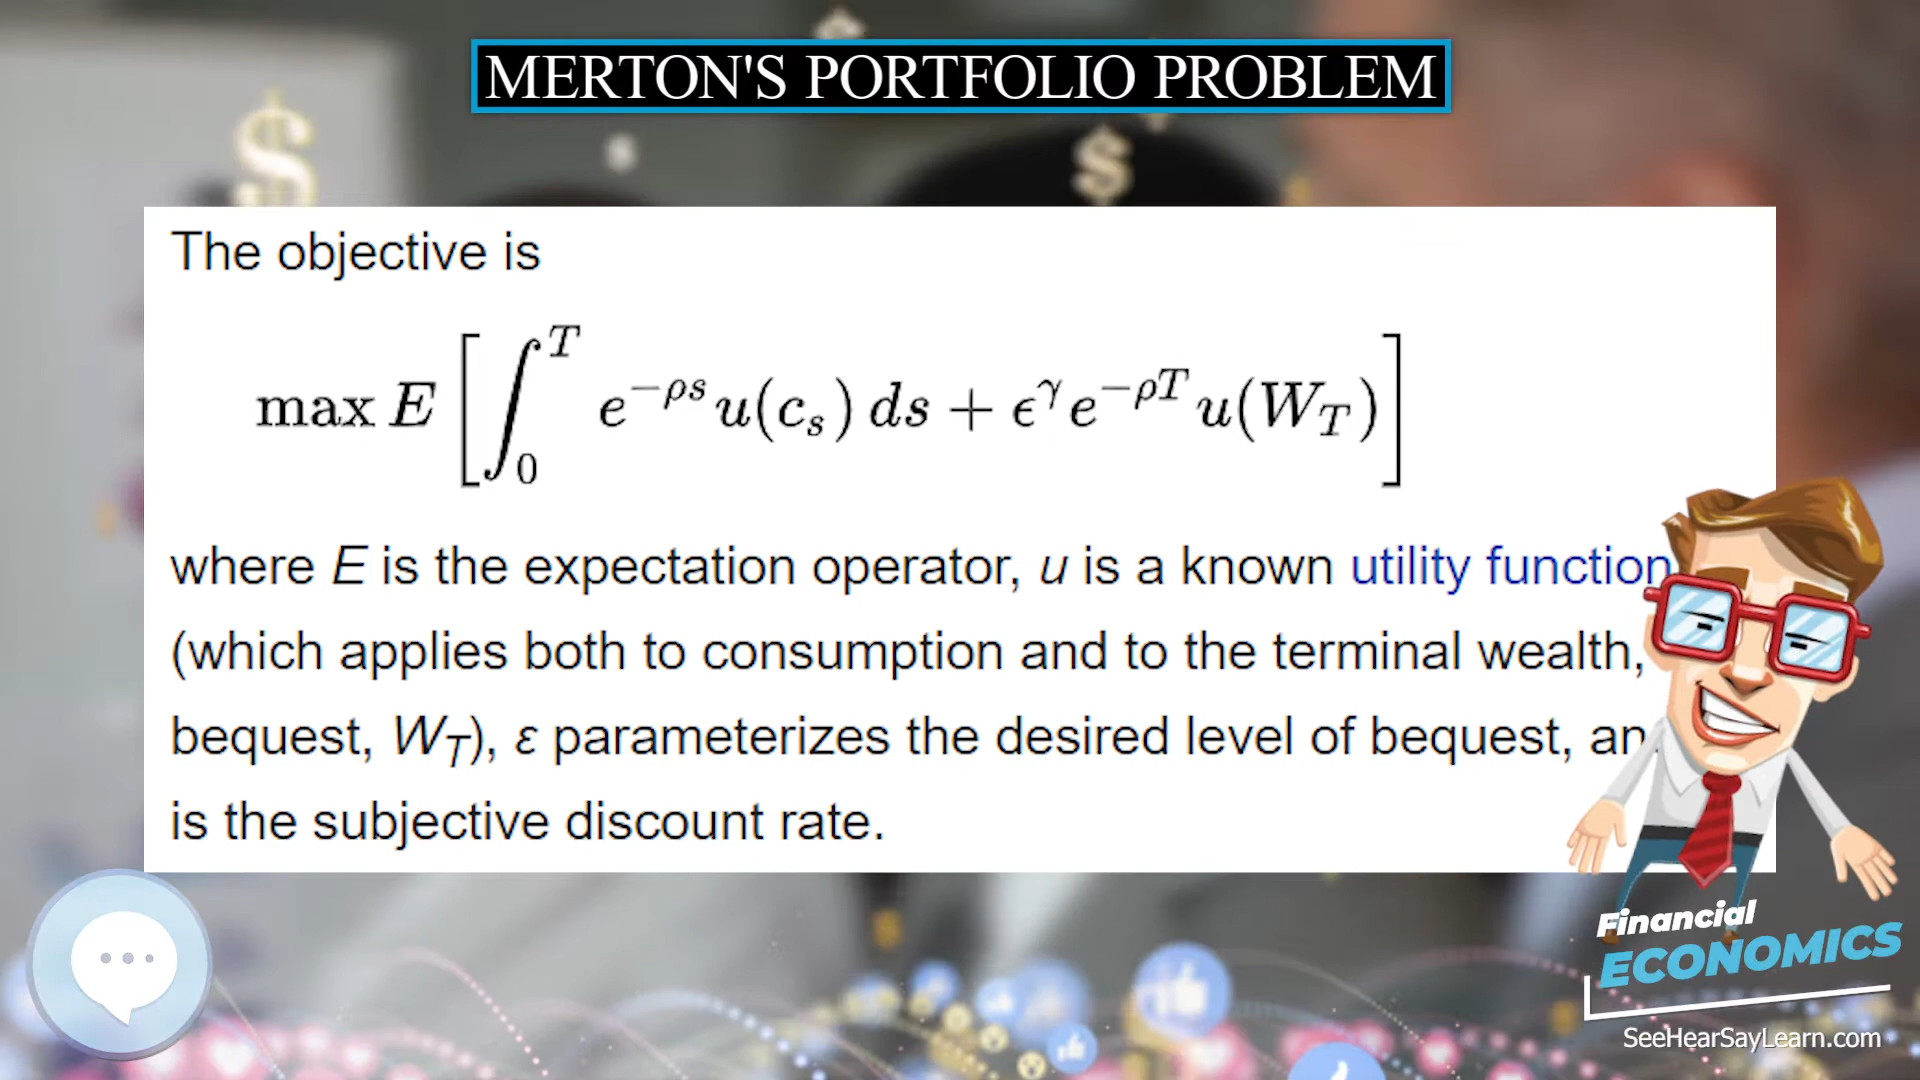 MERTON'S PORTFOLIO PROBLEM
The objective is
max E [ ∫₀ᵀ e^{−ρs} u(c_s) ds + ϵ^γ e^{−ρT} u(W_T) ]
where E is the expectation operator, u is a known utility function
(which applies both to consumption and to the terminal wealth,
bequest, W_T), ε parameterizes the desired level of bequest, an
is the subjective discount rate.
Financial
ECONOMICS
SeeHearSayLearn.com